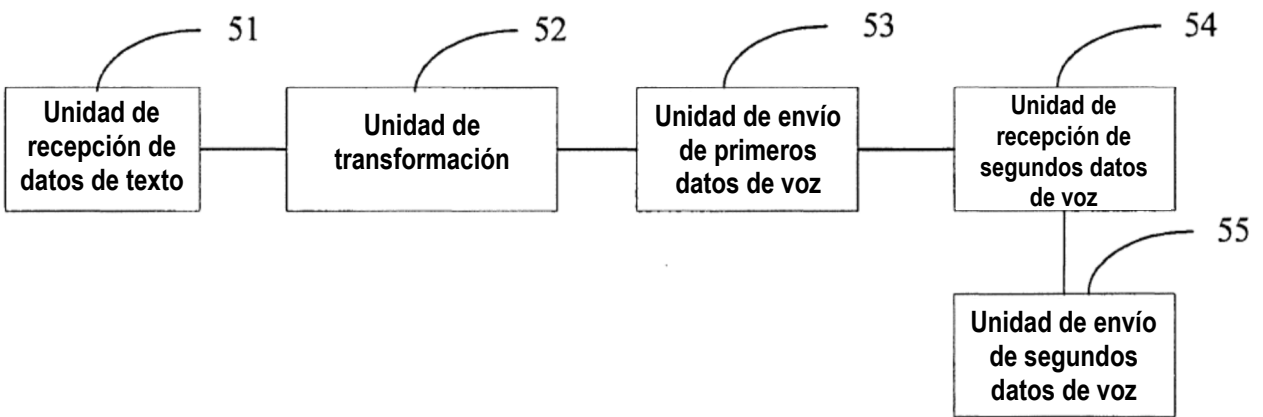 51
52
53
54
Unidad de
recepción de
datos de texto
Unidad de
transformación
Unidad de envío
de primeros
datos de voz
Unidad de
recepción de
segundos datos
de voz
55
Unidad de envío
de segundos
datos de voz